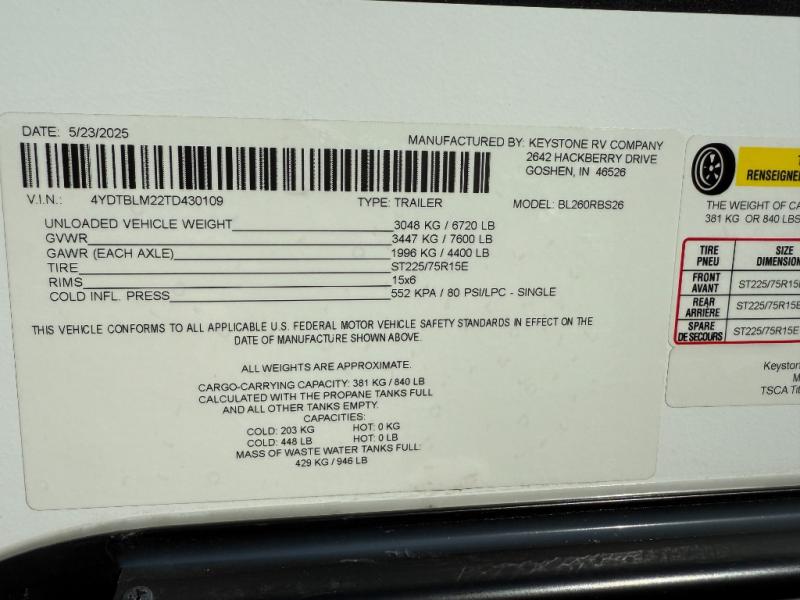 DATE: 5/23/2025
MANUFACTURED BY: KEYSTONE RV COMPANY
2642 HACKBERRY DRIVE
GOSHEN, IN 46526
V.I.N.: 4YDTBLM22TD430109 TYPE: TRAILER MODEL: BL260RBS26
UNLOADED VEHICLE WEIGHT 3048 KG / 6720 LB
GVWR 3447 KG / 7600 LB
GAWR (EACH AXLE) 1996 KG / 4400 LB
TIRE ST225/75R15E
RIMS 15x6
COLD INFL. PRESS 552 KPA / 80 PSI/LPC - SINGLE
THIS VEHICLE CONFORMS TO ALL APPLICABLE U.S. FEDERAL MOTOR VEHICLE SAFETY STANDARDS IN EFFECT ON THE
DATE OF MANUFACTURE SHOWN ABOVE.
ALL WEIGHTS ARE APPROXIMATE.
CARGO-CARRYING CAPACITY: 381 KG / 840 LB
CALCULATED WITH THE PROPANE TANKS FULL
AND ALL OTHER TANKS EMPTY.
CAPACITIES:
COLD: 203 KG HOT: 0 KG
COLD: 448 LB HOT: 0 LB
MASS OF WASTE WATER TANKS FULL:
429 KG / 946 LB
RENSEIGNEME
THE WEIGHT OF CA
381 KG OR 840 LBS
TIRE SIZE
PNEU DIMENSION
FRONT ST225/75R15E
AVANT
REAR ST225/75R15E
ARRIÈRE
SPARE ST225/75R15E
DE SECOURS
Keyston
M
TSCA Tit